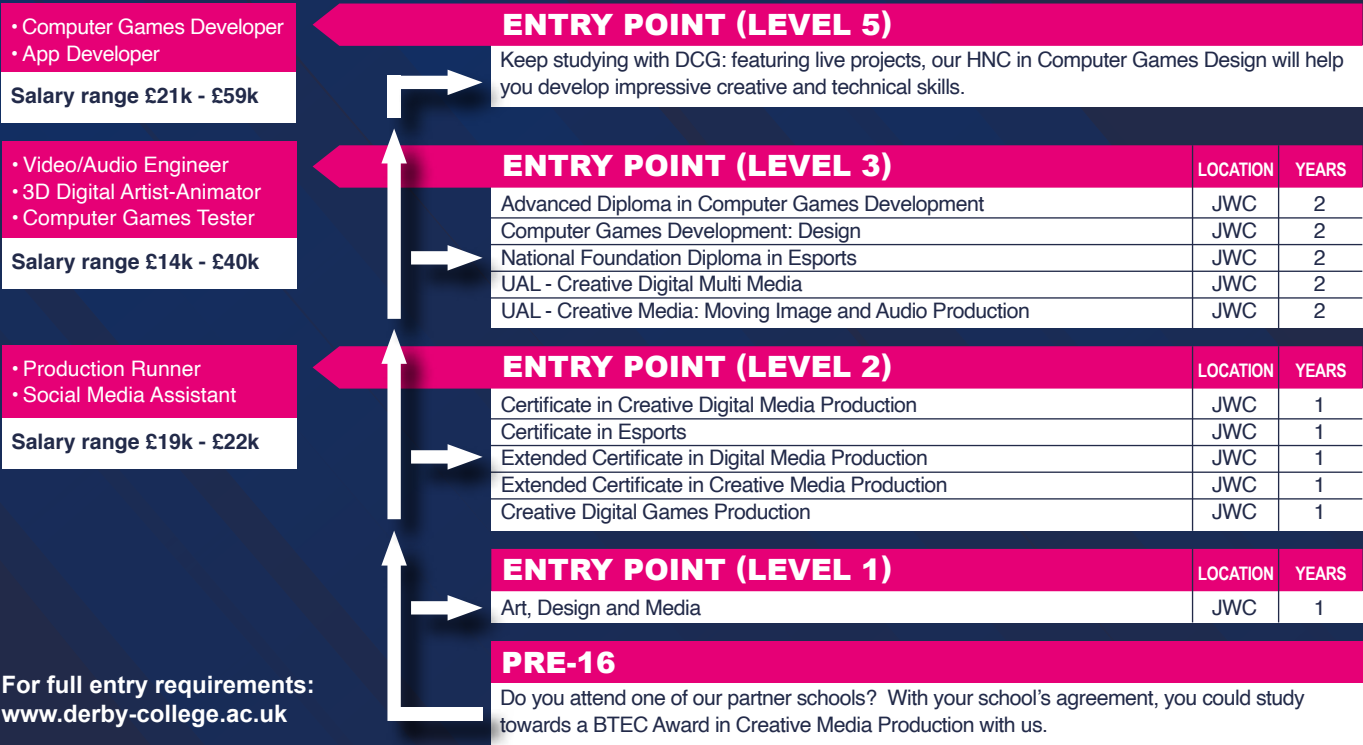 • Computer Games Developer
• App Developer
Salary range £21k - £59k
ENTRY POINT (LEVEL 5)
Keep studying with DCG: featuring live projects, our HNC in Computer Games Design will help
you develop impressive creative and technical skills.
• Video/Audio Engineer
• 3D Digital Artist-Animator
• Computer Games Tester
Salary range £14k - £40k
ENTRY POINT (LEVEL 3) LOCATION YEARS
Advanced Diploma in Computer Games Development JWC 2
Computer Games Development: Design JWC 2
National Foundation Diploma in Esports JWC 2
UAL - Creative Digital Multi Media JWC 2
UAL - Creative Media: Moving Image and Audio Production JWC 2
• Production Runner
• Social Media Assistant
Salary range £19k - £22k
ENTRY POINT (LEVEL 2) LOCATION YEARS
Certificate in Creative Digital Media Production JWC 1
Certificate in Esports JWC 1
Extended Certificate in Digital Media Production JWC 1
Extended Certificate in Creative Media Production JWC 1
Creative Digital Games Production JWC 1
ENTRY POINT (LEVEL 1) LOCATION YEARS
Art, Design and Media JWC 1
PRE-16
Do you attend one of our partner schools? With your school's agreement, you could study
towards a BTEC Award in Creative Media Production with us.
For full entry requirements:
www.derby-college.ac.uk